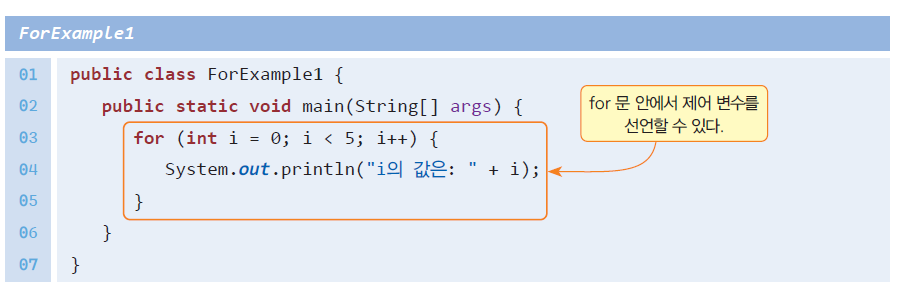 ForExample1
01 public class ForExample1 {
02 public static void main(String[] args) {
03 for (int i = 0; i < 5; i++) {
04 System.out.println("i의 값은: " + i);
05 }
06 }
07 }
for 문 안에서 제어 변수를
선언할 수 있다.